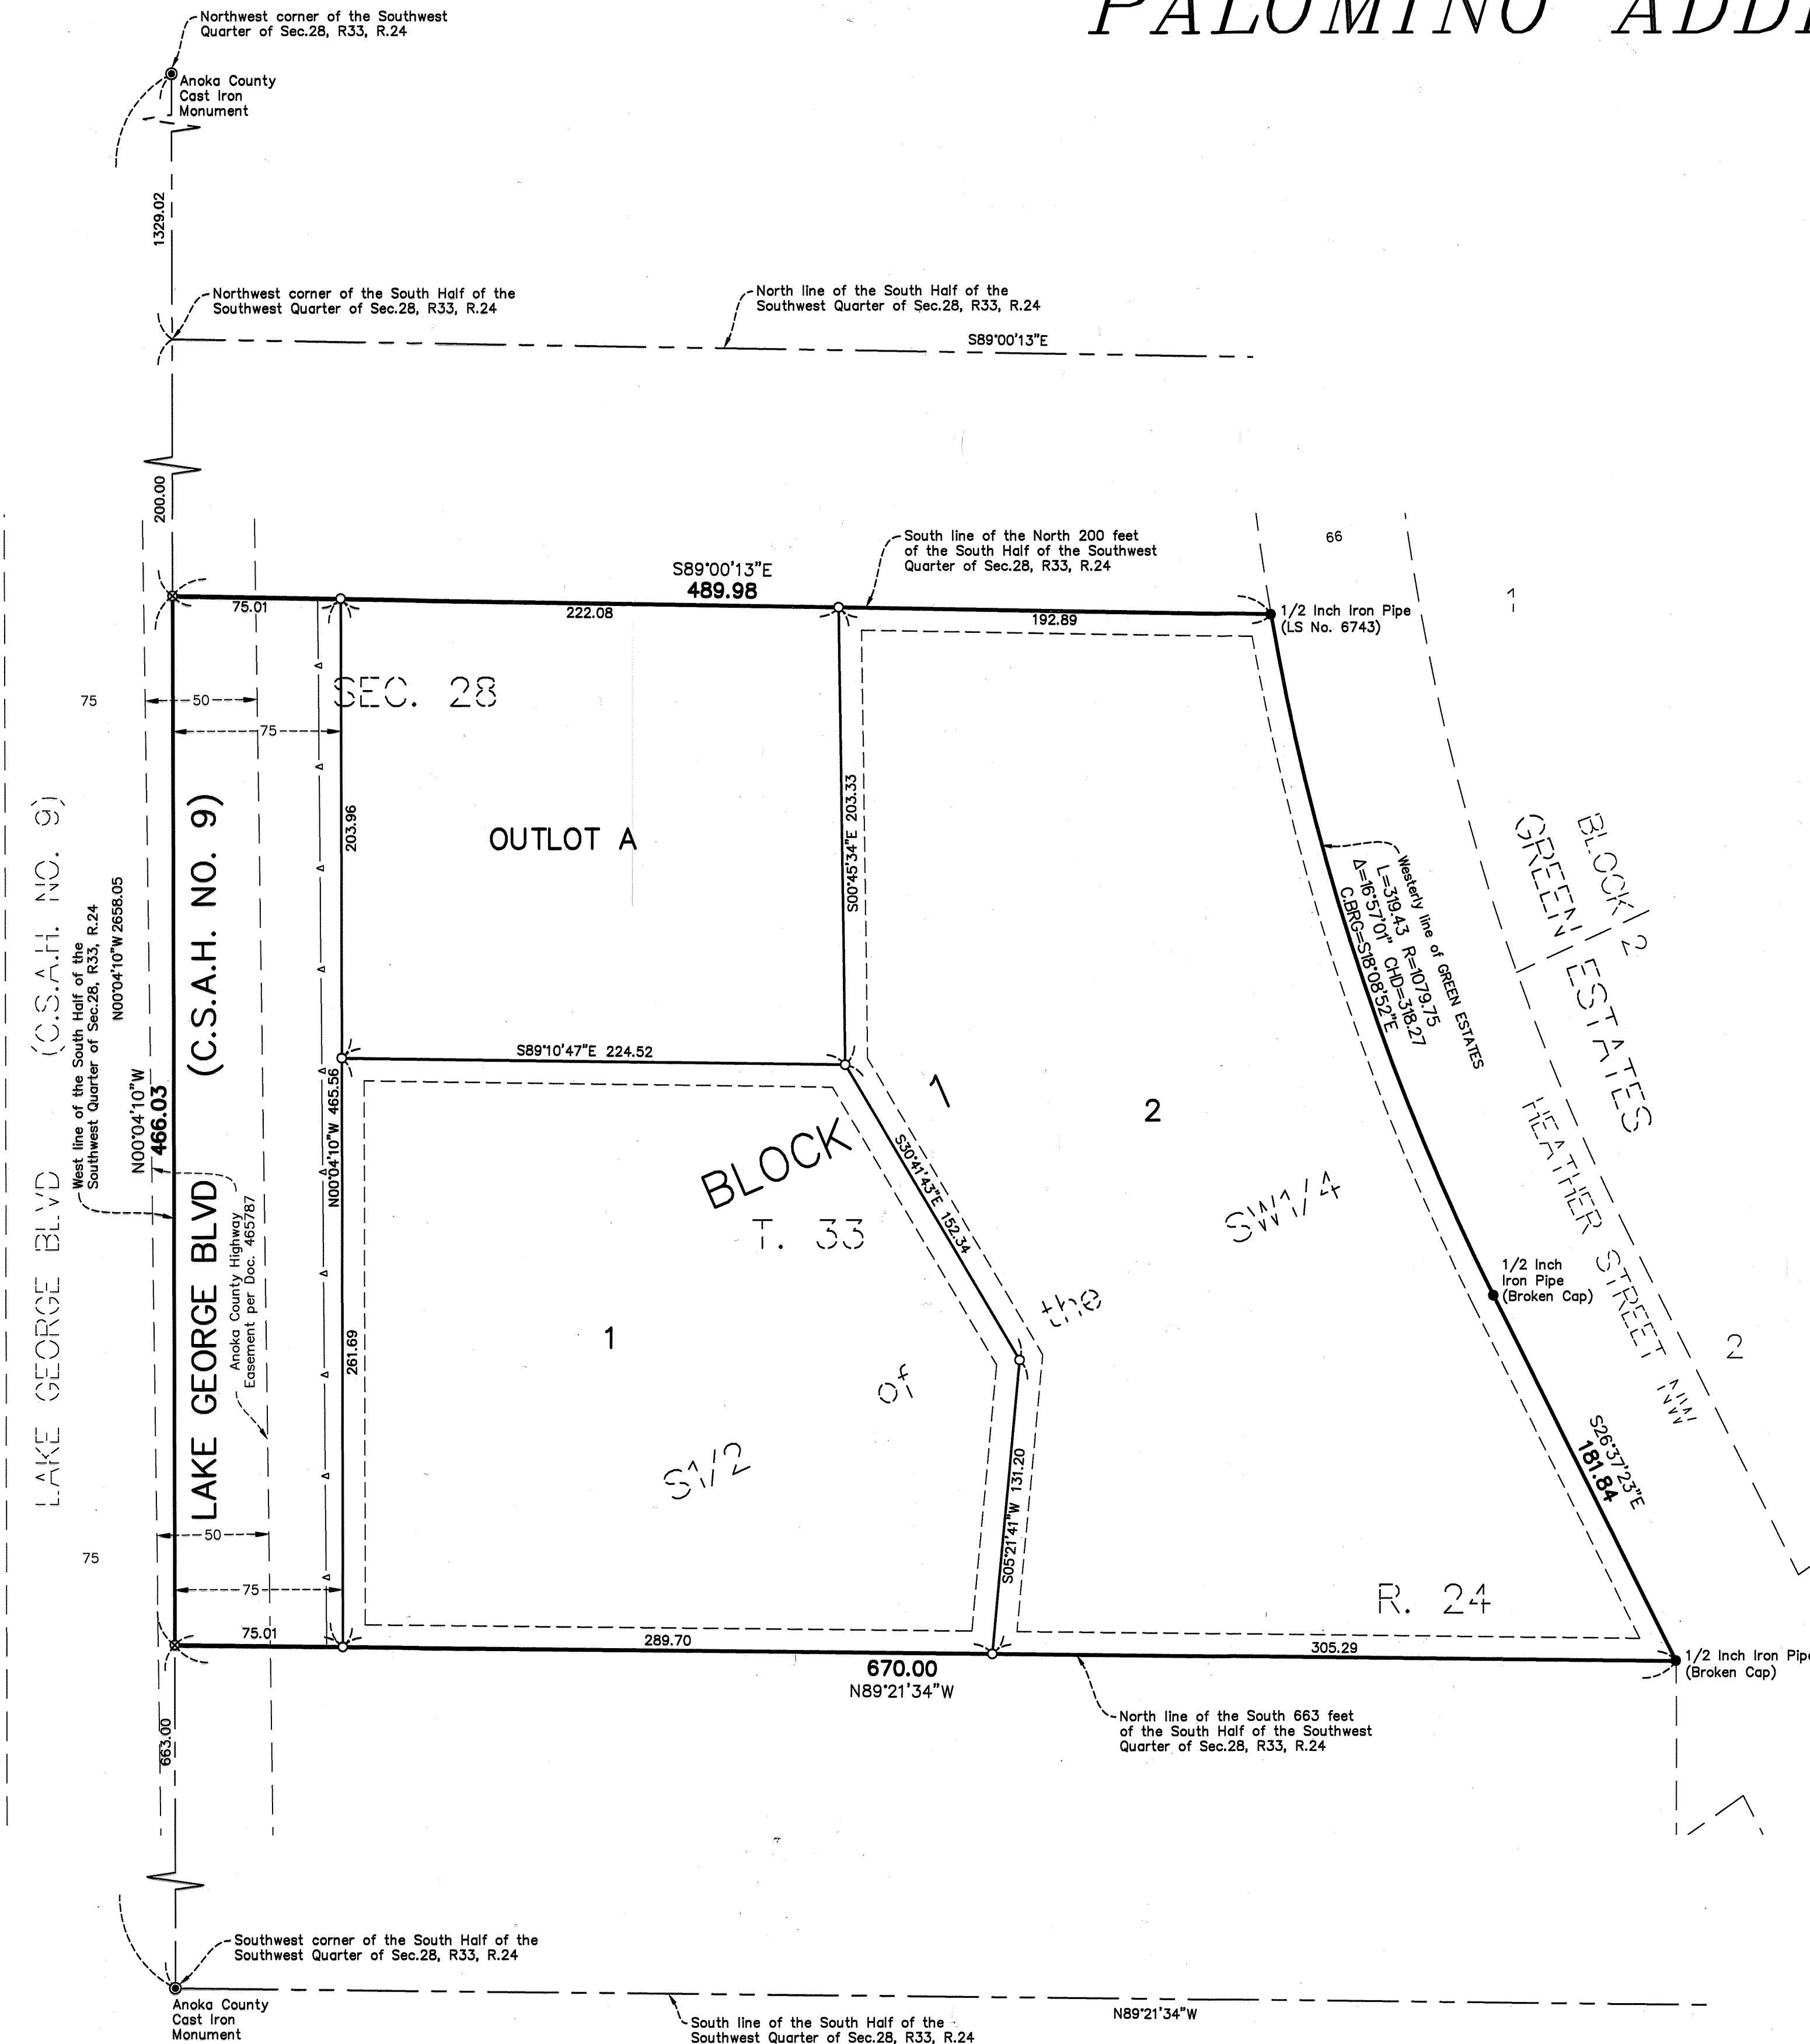 PALOMINO ADD
Northwest corner of the Southwest
Quarter of Sec.28, R33, R.24
Anoka County
Cast Iron
Monument
1329.02
Northwest corner of the South Half of the
Southwest Quarter of Sec.28, R33, R.24
North line of the South Half of the
Southwest Quarter of Sec.28, R33, R.24
S89°00'13"E
200.00
South line of the North 200 feet
of the South Half of the Southwest
Quarter of Sec.28, R33, R.24
66
S89°00'13"E
489.98
75.01
222.08
192.89
1/2 Inch Iron Pipe
(LS No. 6743)
1
SEC. 28
75
50
75
203.96
OUTLOT A
S00°45'34"E 203.33
Westerly line of GREEN ESTATES
L=319.43 R=1079.75
Δ=16°57'01" CHD=318.27
C.BRG=S18°08'52"E
BLOCK 2
GREEN ESTATES
LAKE GEORGE BLVD (C.S.A.H. NO. 9)
West line of the South Half of the
Southwest Quarter of Sec.28, R33, R.24
N00°04'10"W 2658.05
N00°04'10"W
466.03
LAKE GEORGE BLVD (C.S.A.H. NO. 9)
Anoka County Highway
Easement per Doc. 465787
S89°10'47"E 224.52
N00°04'10"W 465.56
BLOCK 1
2
T. 33
S30°41'43"E 152.34
SW1/4
HEATHER STREET NW
the
1/2 Inch
Iron Pipe
(Broken Cap)
1
261.69
of
2
S1/2
S05°21'41"W 131.20
S26°37'23"E
181.84
50
75
75
R. 24
75.01
289.70
305.29
670.00
N89°21'34"W
1/2 Inch Iron Pipe
(Broken Cap)
663.00
North line of the South 663 feet
of the South Half of the Southwest
Quarter of Sec.28, R33, R.24
Southwest corner of the South Half of the
Southwest Quarter of Sec.28, R33, R.24
Anoka County
Cast Iron
Monument
N89°21'34"W
South line of the South Half of the
Southwest Quarter of Sec.28, R33, R.24